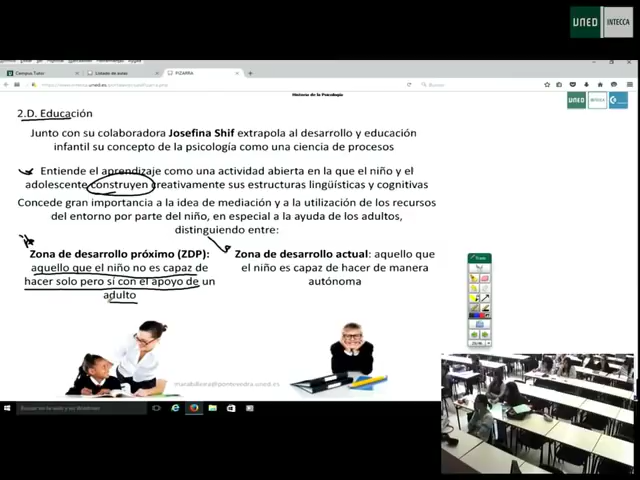 UNED
INTECCA
Campus Tutor
Listado de aulas
PIZARRA
Buscar
Historia de la Psicología
UNED
2.D. Educación
Junto con su colaboradora Josefina Shif extrapola al desarrollo y educación
infantil su concepto de la psicología como una ciencia de procesos
Entiende el aprendizaje como una actividad abierta en la que el niño y el
adolescente construyen creativamente sus estructuras lingüísticas y cognitivas
Concede gran importancia a la idea de mediación y a la utilización de los recursos
del entorno por parte del niño, en especial a la ayuda de los adultos,
distinguiendo entre:
Zona de desarrollo próximo (ZDP):
aquello que el niño no es capaz de
hacer solo pero sí con el apoyo de un
adulto
Zona de desarrollo actual: aquello que
el niño es capaz de hacer de manera
autónoma
Buscar en la web y en Windows